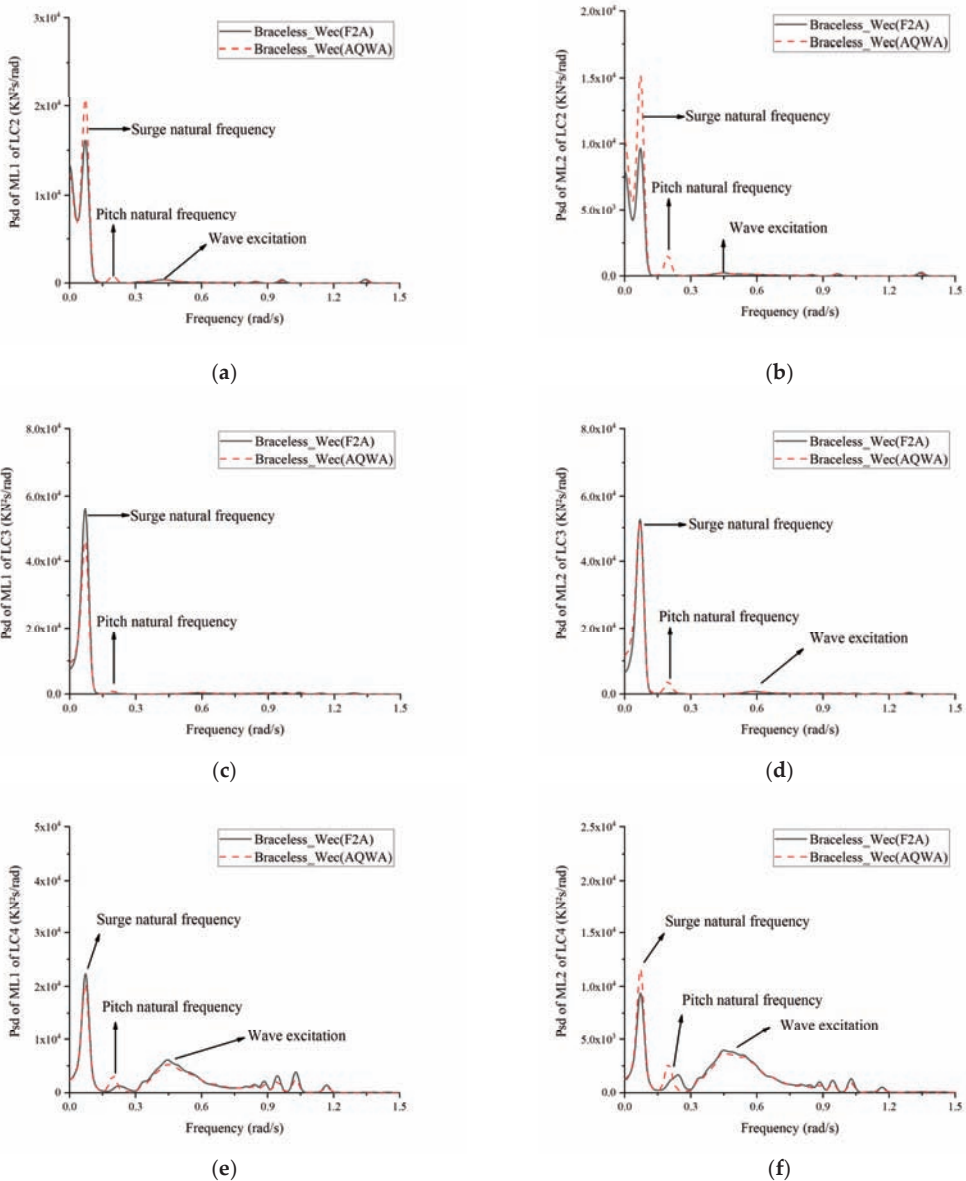 3x10⁴
Braceless_Wec(F2A)
Braceless_Wec(AQWA)
Psd of ML1 of LC2 (KN²s/rad)
2x10⁴
Surge natural frequency
1x10⁴
Pitch natural frequency
Wave excitation
0
0.0 0.3 0.6 0.9 1.2 1.5
Frequency (rad/s)
(a)
2.0x10⁴
Braceless_Wec(F2A)
Braceless_Wec(AQWA)
Psd of ML2 of LC2 (KN²s/rad)
1.5x10⁴
Surge natural frequency
1.0x10⁴
Pitch natural frequency
5.0x10³
Wave excitation
0.0
0.0 0.3 0.6 0.9 1.2 1.5
Frequency (rad/s)
(b)
8.0x10⁴
Braceless_Wec(F2A)
Braceless_Wec(AQWA)
Psd of ML1 of LC3 (KN²s/rad)
6.0x10⁴
Surge natural frequency
4.0x10⁴
Pitch natural frequency
2.0x10⁴
0.0
0.0 0.3 0.6 0.9 1.2 1.5
Frequency (rad/s)
(c)
8.0x10⁴
Braceless_Wec(F2A)
Braceless_Wec(AQWA)
Psd of ML2 of LC3 (KN²s/rad)
6.0x10⁴
Surge natural frequency
4.0x10⁴
Pitch natural frequency
2.0x10⁴
Wave excitation
0.0
0.0 0.3 0.6 0.9 1.2 1.5
Frequency (rad/s)
(d)
5x10⁴
Braceless_Wec(F2A)
Braceless_Wec(AQWA)
Psd of ML1 of LC4 (KN²s/rad)
4x10⁴
Surge natural frequency
3x10⁴
2x10⁴
Pitch natural frequency
1x10⁴
Wave excitation
0
0.0 0.3 0.6 0.9 1.2 1.5
Frequency (rad/s)
(e)
2.5x10⁴
Braceless_Wec(F2A)
Braceless_Wec(AQWA)
Psd of ML2 of LC4 (KN²s/rad)
2.0x10⁴
Surge natural frequency
1.5x10⁴
1.0x10⁴
Pitch natural frequency
Wave excitation
5.0x10³
0.0
0.0 0.3 0.6 0.9 1.2 1.5
Frequency (rad/s)
(f)